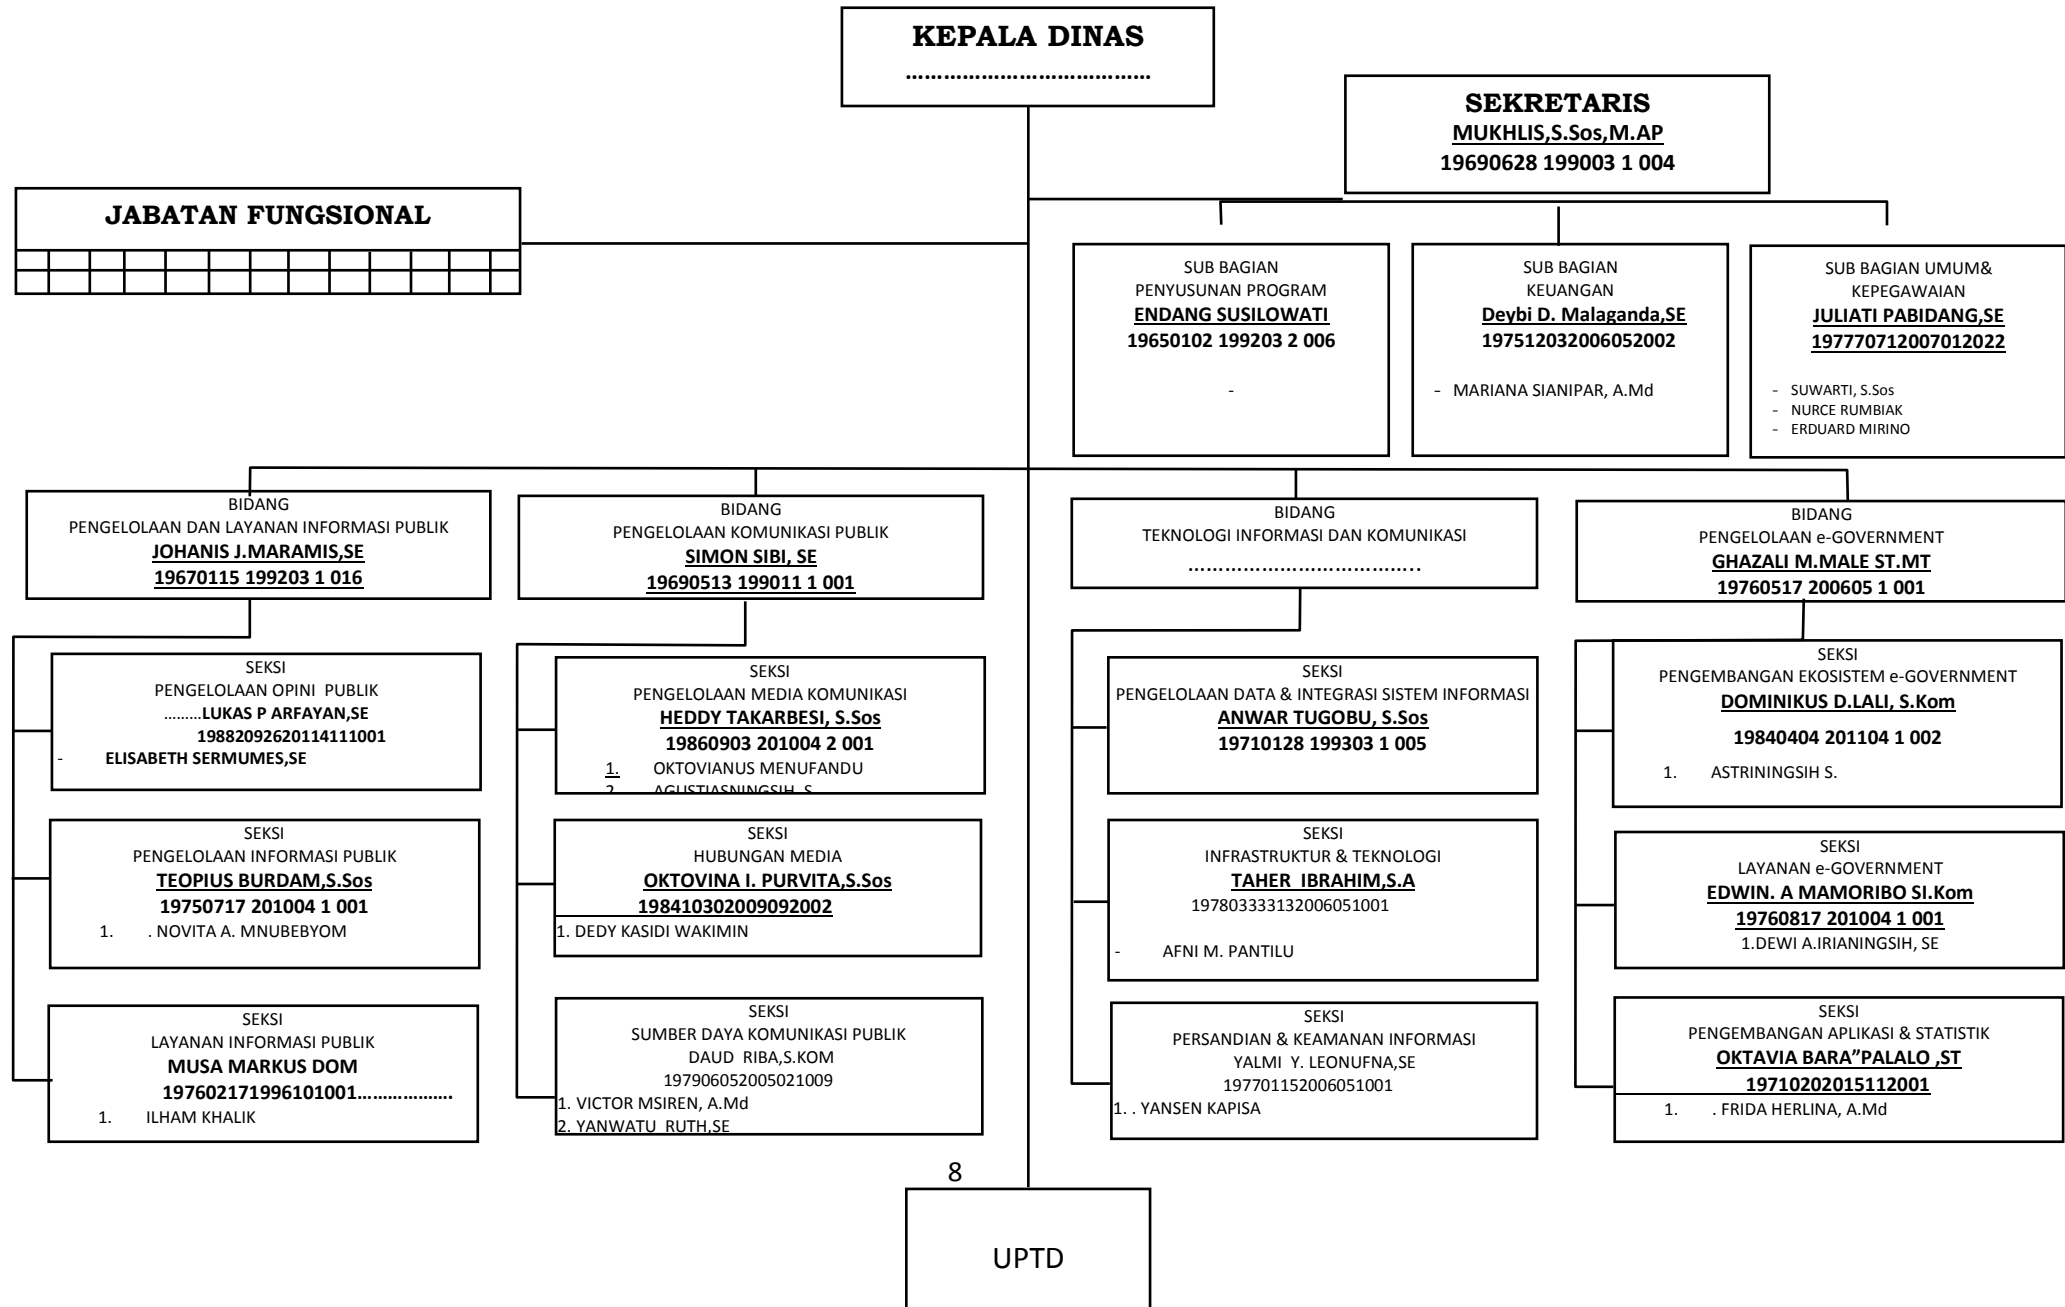 KEPALA DINAS
…………………………………
SEKRETARIS
MUKHLIS,S.Sos,M.AP
19690628 199003 1 004
JABATAN FUNGSIONAL
SUB BAGIAN
PENYUSUNAN PROGRAM
ENDANG SUSILOWATI
19650102 199203 2 006
-
SUB BAGIAN
KEUANGAN
Deybi D. Malaganda,SE
197512032006052002
- MARIANA SIANIPAR, A.Md
SUB BAGIAN UMUM&
KEPEGAWAIAN
JULIATI PABIDANG,SE
197770712007012022
- SUWARTI, S.Sos
- NURCE RUMBIAK
- ERDUARD MIRINO
BIDANG
PENGELOLAAN DAN LAYANAN INFORMASI PUBLIK
JOHANIS J.MARAMIS,SE
19670115 199203 1 016
BIDANG
PENGELOLAAN KOMUNIKASI PUBLIK
SIMON SIBI, SE
19690513 199011 1 001
BIDANG
TEKNOLOGI INFORMASI DAN KOMUNIKASI
………………………………..
BIDANG
PENGELOLAAN e-GOVERNMENT
GHAZALI M.MALE ST.MT
19760517 200605 1 001
SEKSI
PENGELOLAAN OPINI PUBLIK
………LUKAS P ARFAYAN,SE
19882092620114111001
- ELISABETH SERMUMES,SE
SEKSI
PENGELOLAAN INFORMASI PUBLIK
TEOPIUS BURDAM,S.Sos
19750717 201004 1 001
1. . NOVITA A. MNUBEBYOM
SEKSI
LAYANAN INFORMASI PUBLIK
MUSA MARKUS DOM
197602171996101001……………….
1. ILHAM KHALIK
SEKSI
PENGELOLAAN MEDIA KOMUNIKASI
HEDDY TAKARBESI, S.Sos
19860903 201004 2 001
1. OKTOVIANUS MENUFANDU
2. AGUSTIASNINGSIH. S
SEKSI
HUBUNGAN MEDIA
OKTOVINA I. PURVITA,S.Sos
198410302009092002
1. DEDY KASIDI WAKIMIN
SEKSI
SUMBER DAYA KOMUNIKASI PUBLIK
DAUD RIBA,S.KOM
197906052005021009
1. VICTOR MSIREN, A.Md
2. YANWATU RUTH,SE
SEKSI
PENGELOLAAN DATA & INTEGRASI SISTEM INFORMASI
ANWAR TUGOBU, S.Sos
19710128 199303 1 005
SEKSI
INFRASTRUKTUR & TEKNOLOGI
TAHER IBRAHIM,S.A
197803333132006051001
- AFNI M. PANTILU
SEKSI
PERSANDIAN & KEAMANAN INFORMASI
YALMI Y. LEONUFNA,SE
197701152006051001
1. . YANSEN KAPISA
SEKSI
PENGEMBANGAN EKOSISTEM e-GOVERNMENT
DOMINIKUS D.LALI, S.Kom
19840404 201104 1 002
1. ASTRININGSIH S.
SEKSI
LAYANAN e-GOVERNMENT
EDWIN. A MAMORIBO SI.Kom
19760817 201004 1 001
1.DEWI A.IRIANINGSIH, SE
SEKSI
PENGEMBANGAN APLIKASI & STATISTIK
OKTAVIA BARA”PALALO ,ST
19710202015112001
1. . FRIDA HERLINA, A.Md
8
UPTD